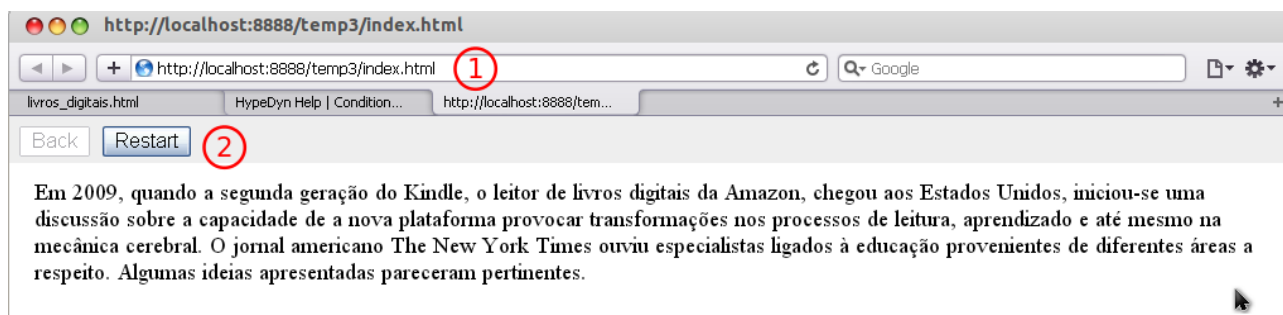 http://localhost:8888/temp3/index.html
+ http://localhost:8888/temp3/index.html 1 Google
livros_digitais.html HypeDyn Help | Condition... http://localhost:8888/tem... +
Back Restart 2
Em 2009, quando a segunda geração do Kindle, o leitor de livros digitais da Amazon, chegou aos Estados Unidos, iniciou-se uma
discussão sobre a capacidade de a nova plataforma provocar transformações nos processos de leitura, aprendizado e até mesmo na
mecânica cerebral. O jornal americano The New York Times ouviu especialistas ligados à educação provenientes de diferentes áreas a
respeito. Algumas ideias apresentadas pareceram pertinentes.